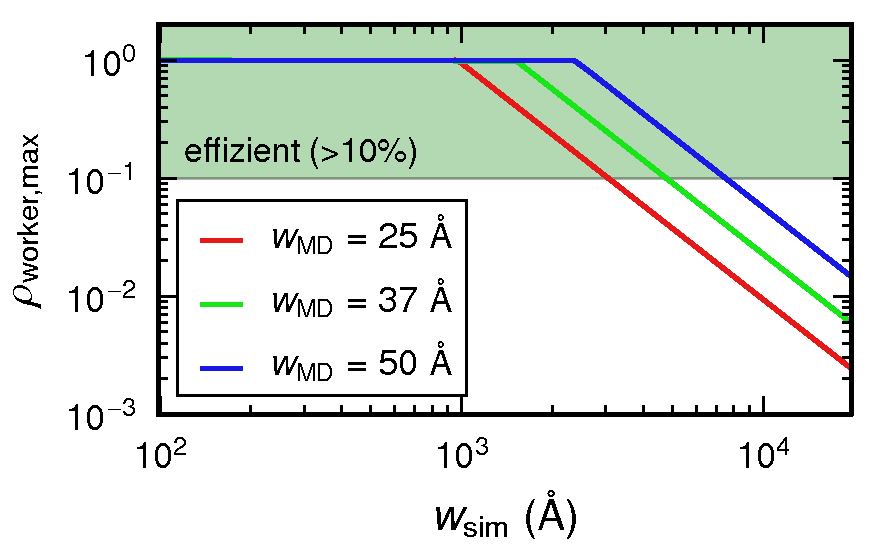 10⁰
10⁻¹
10⁻²
10⁻³
ρworker,max
effizient (>10%)
wMD = 25 Å
wMD = 37 Å
wMD = 50 Å
10² 10³ 10⁴
wsim (Å)